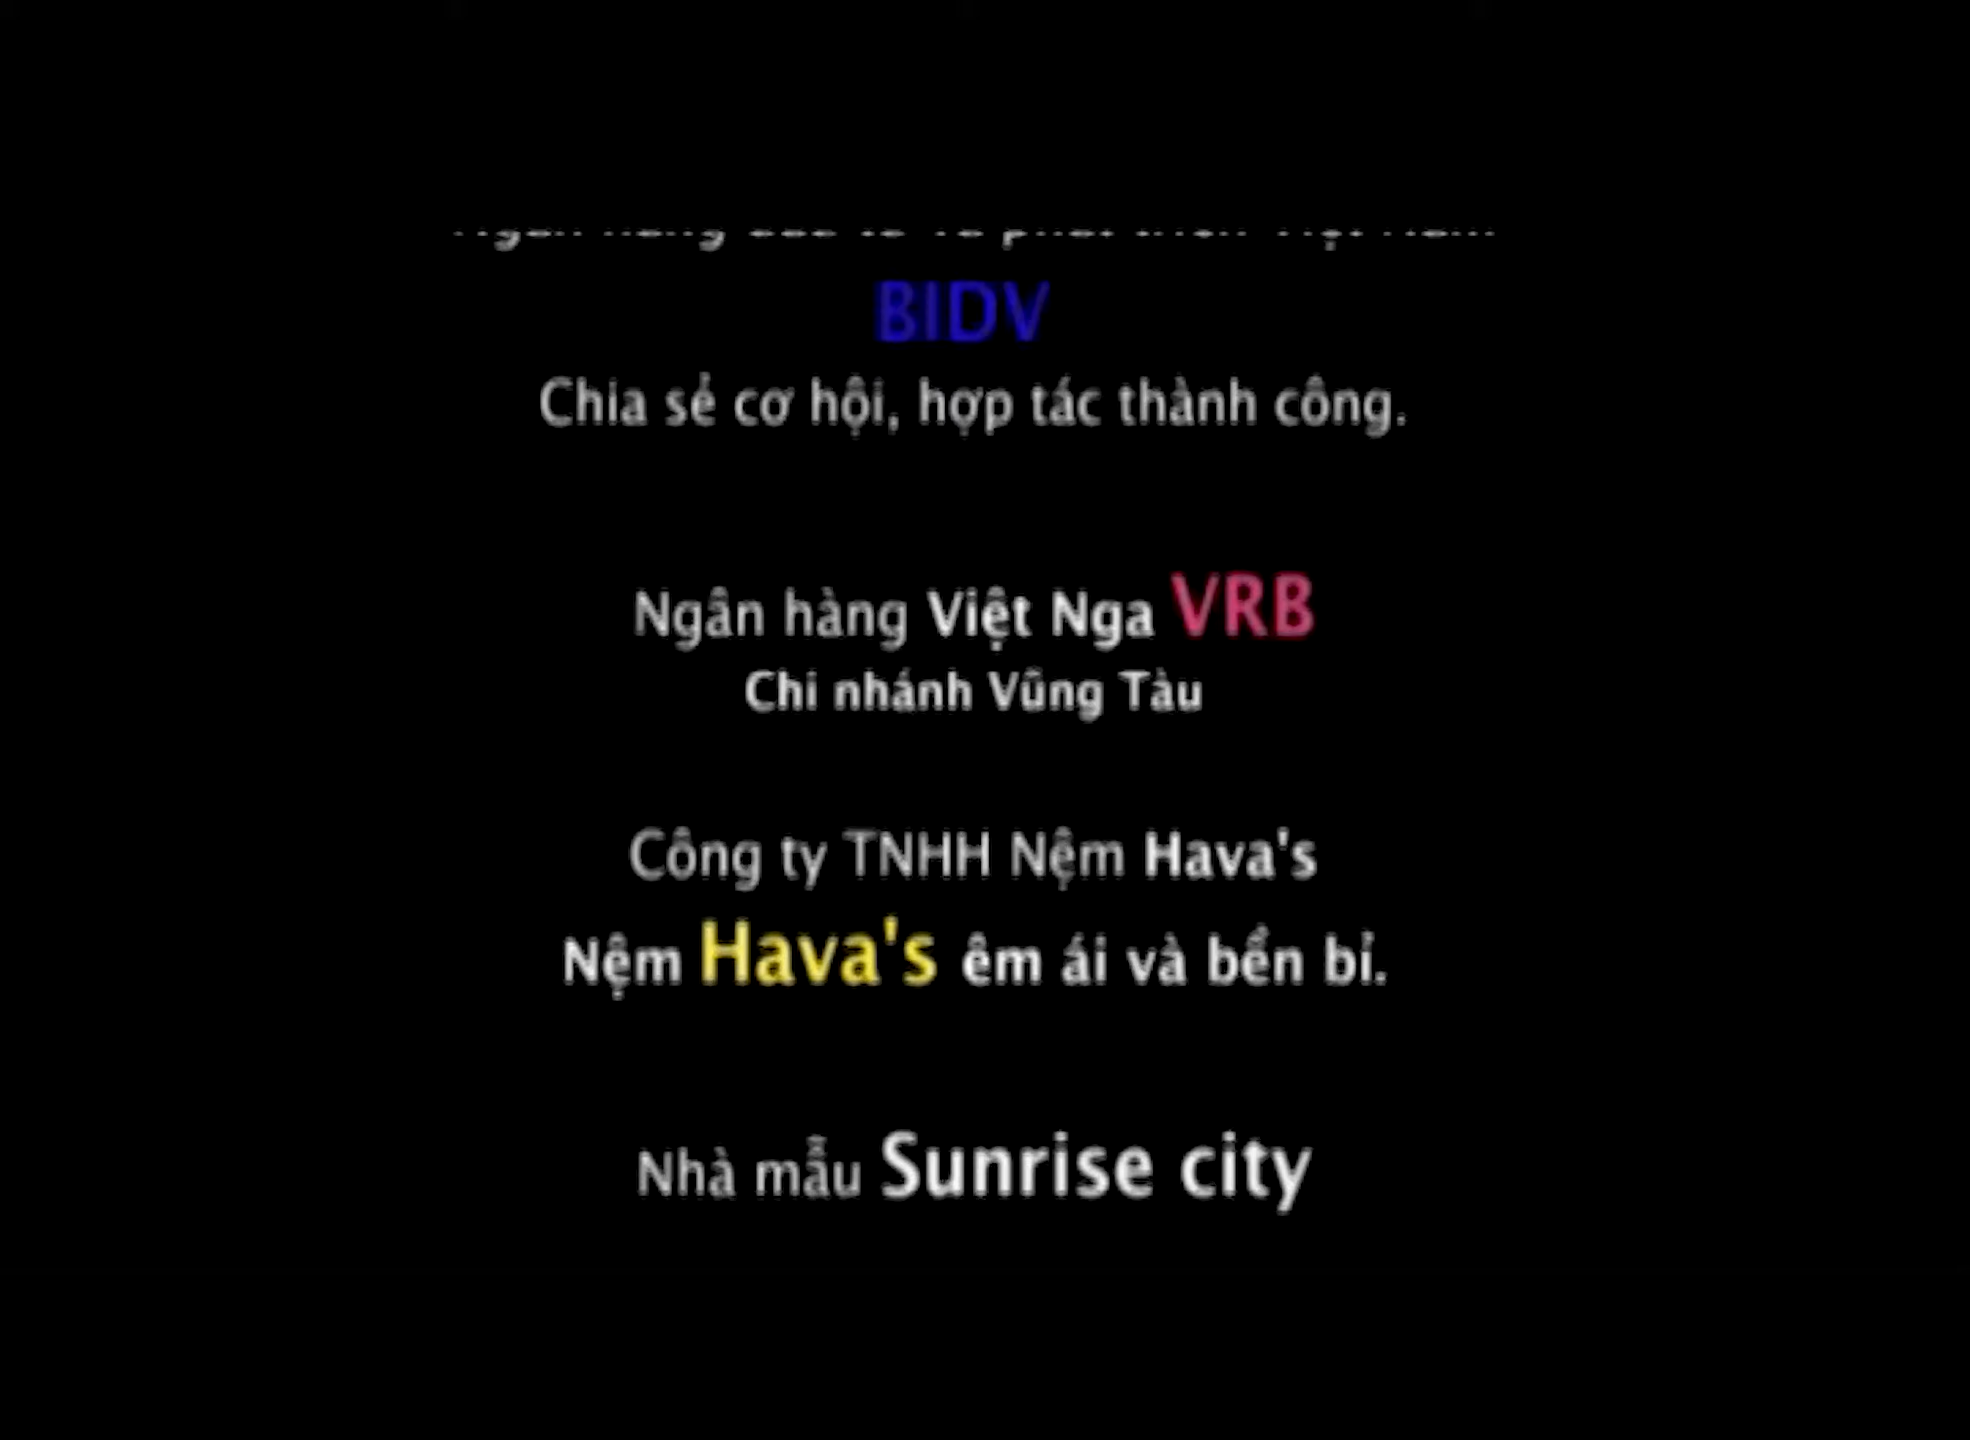 BIDV
Chia sẻ cơ hội, hợp tác thành công.
Ngân hàng Việt Nga VRB
Chi nhánh Vũng Tàu
Công ty TNHH Nệm Hava's
Nệm Hava's êm ái và bền bỉ.
Nhà mẫu Sunrise city